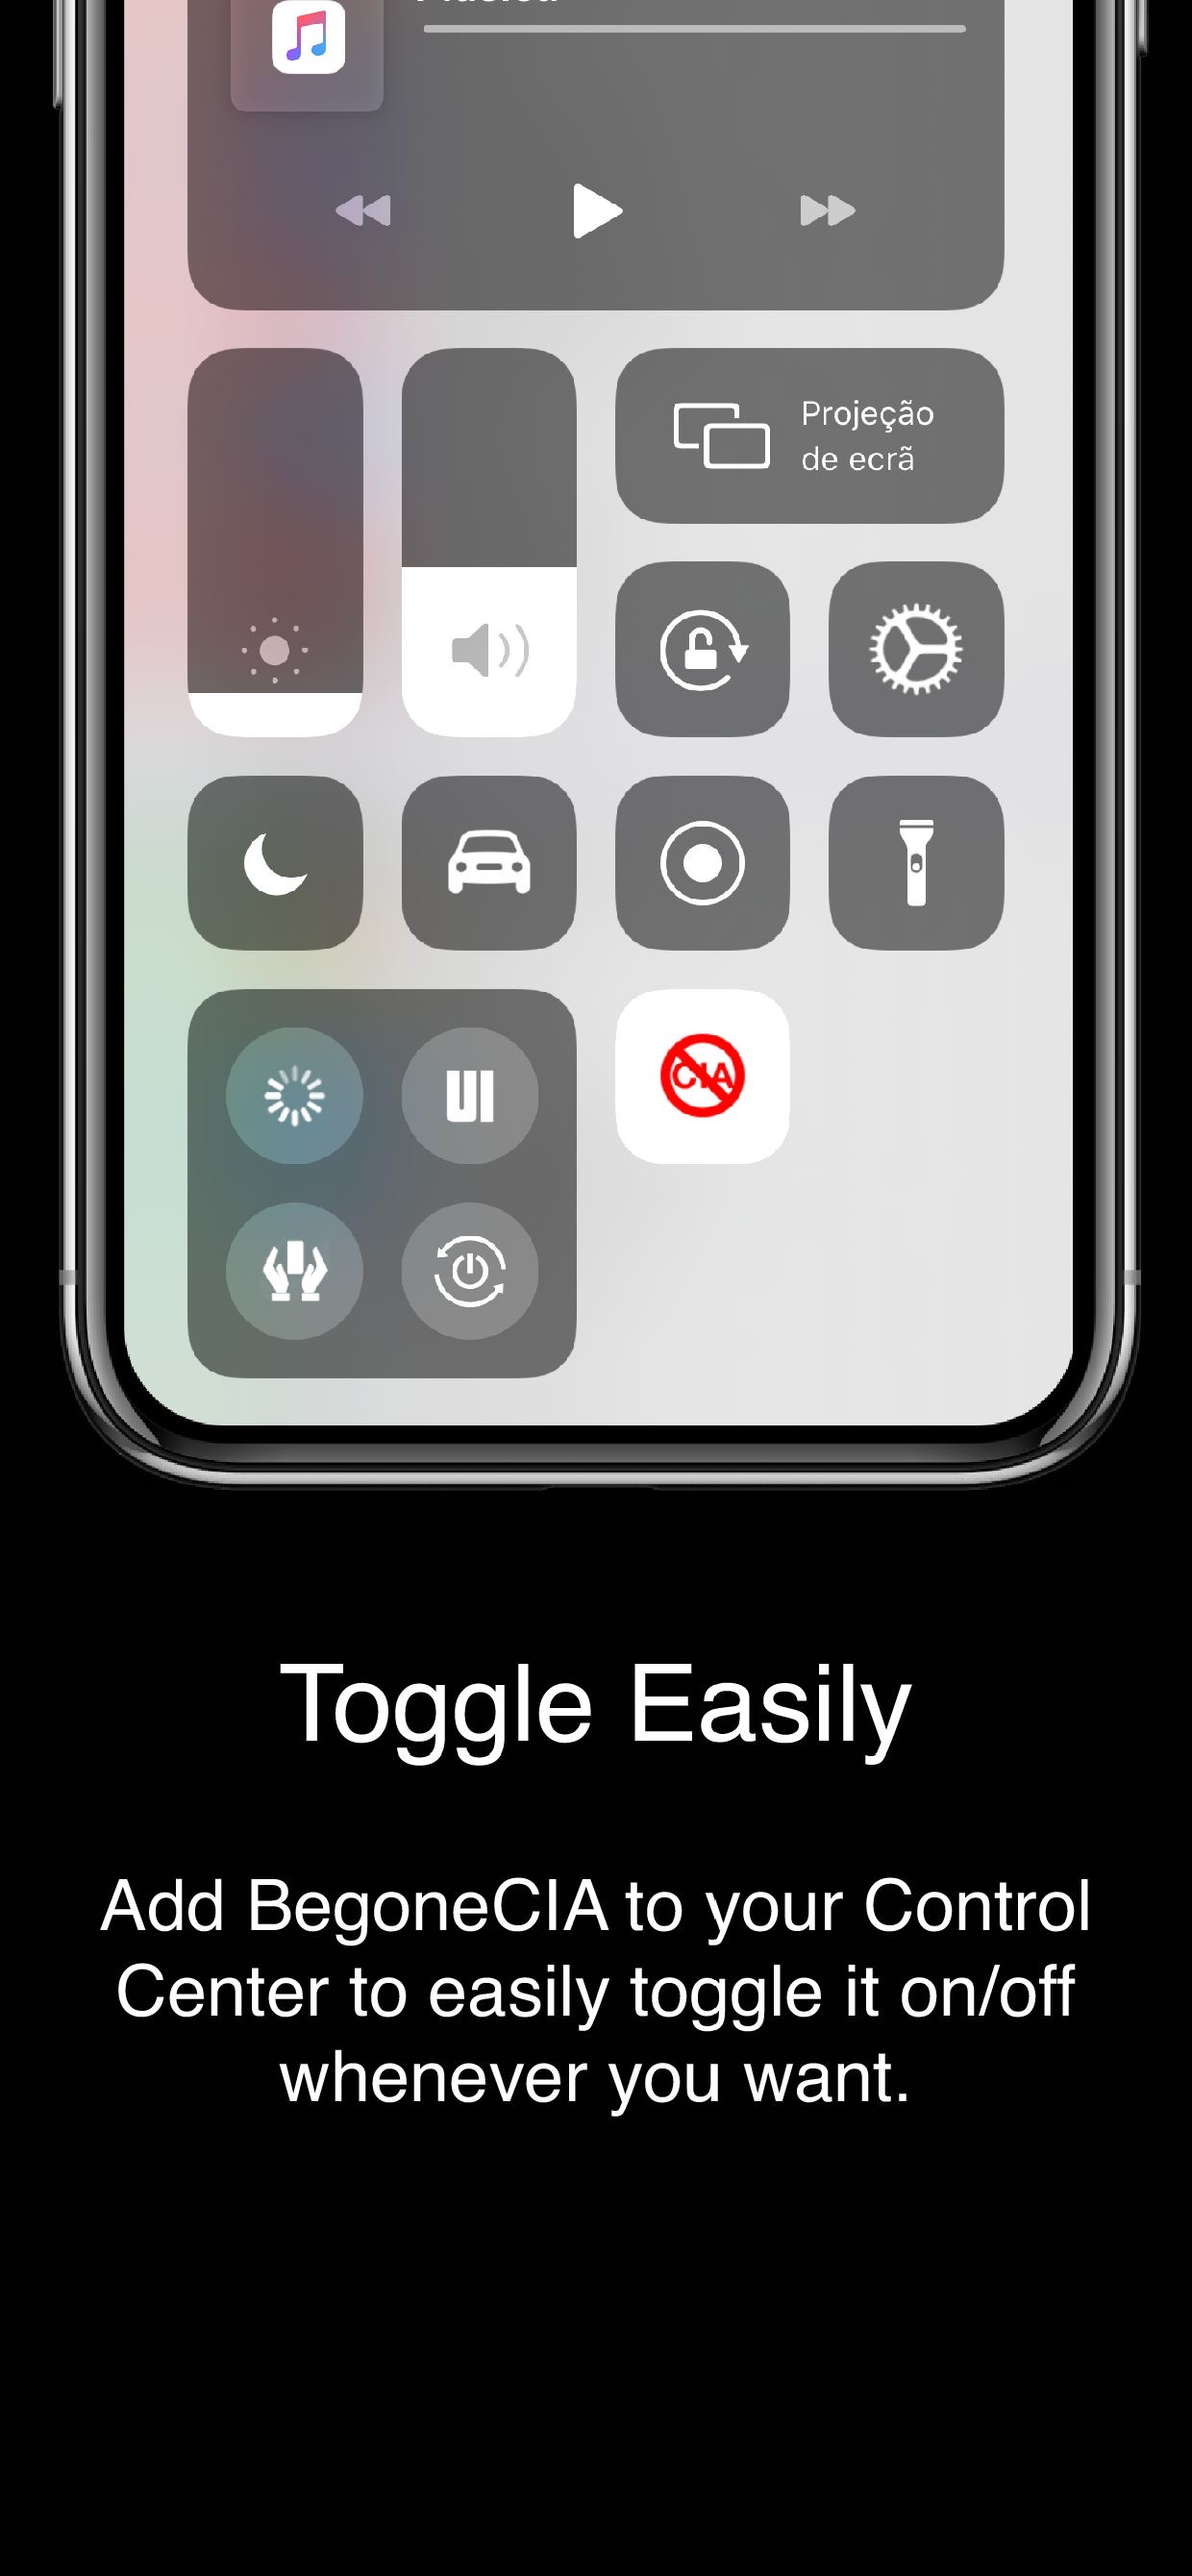 Projeção
de ecrã
UI
CIA
Toggle Easily
Add BegoneCIA to your Control
Center to easily toggle it on/off
whenever you want.